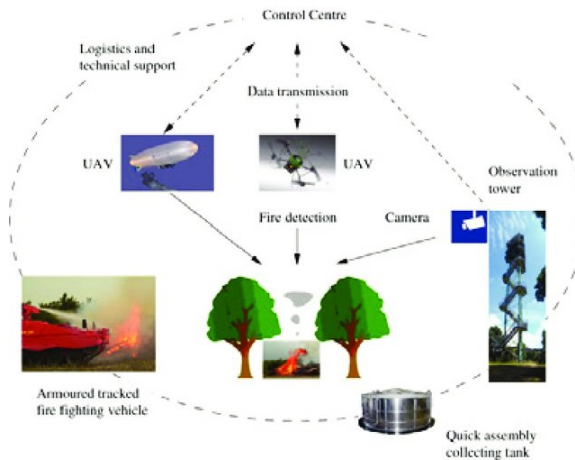 Control Centre
Logistics and
technical support
Data transmission
UAV
UAV
Observation
tower
Fire detection
Camera
Armoured tracked
fire fighting vehicle
Quick assembly
collecting tank